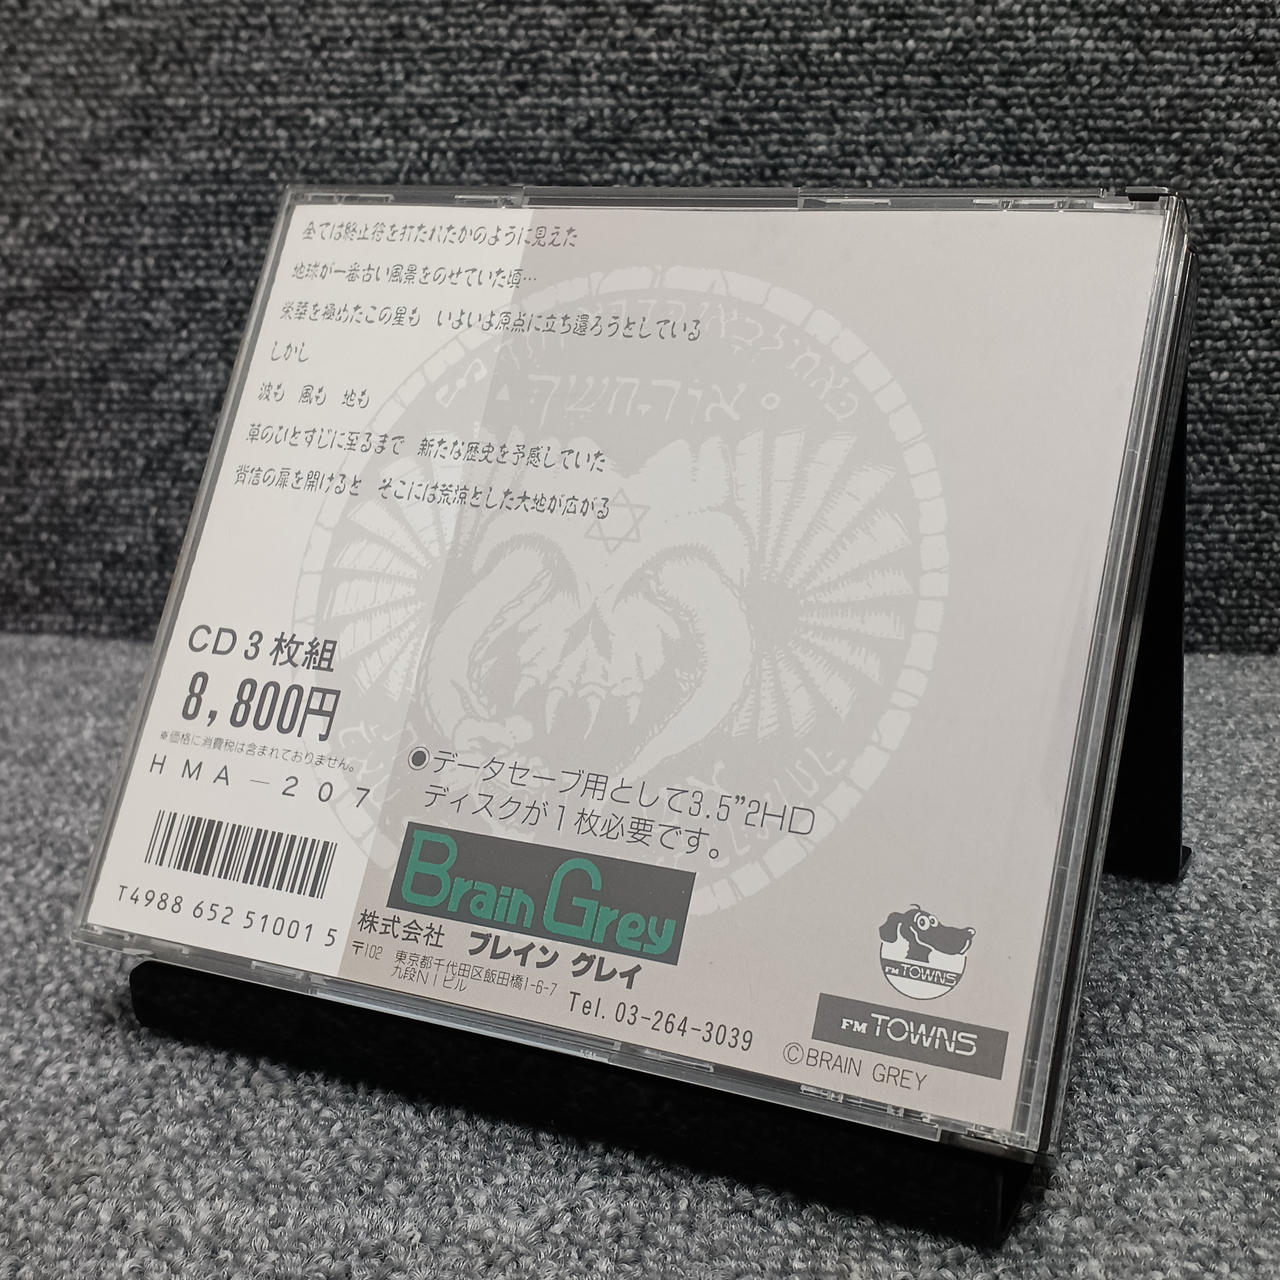 全ては終止符を打たれたかのように見えた
地球が一番古い風景をのせていた頃…
栄華を極めたこの星も　いよいよ原点に立ち還ろうとしている
しかし
波も　風も　地も
草のひとすじに至るまで　新たな歴史を予感していた
背信の扉を開けると　そこには荒涼とした大地が広がる
CD3枚組
8,800円
※価格に消費税は含まれておりません。
HMA-207
T4988 652 51001 5
●データセーブ用として3.5”2HD
ディスクが1枚必要です。
Brain Grey
株式会社　ブレイン グレイ
〒102　東京都千代田区飯田橋1-6-7
九段NIビル
Tel. 03-264-3039
FM TOWNS
FM TOWNS
©BRAIN GREY